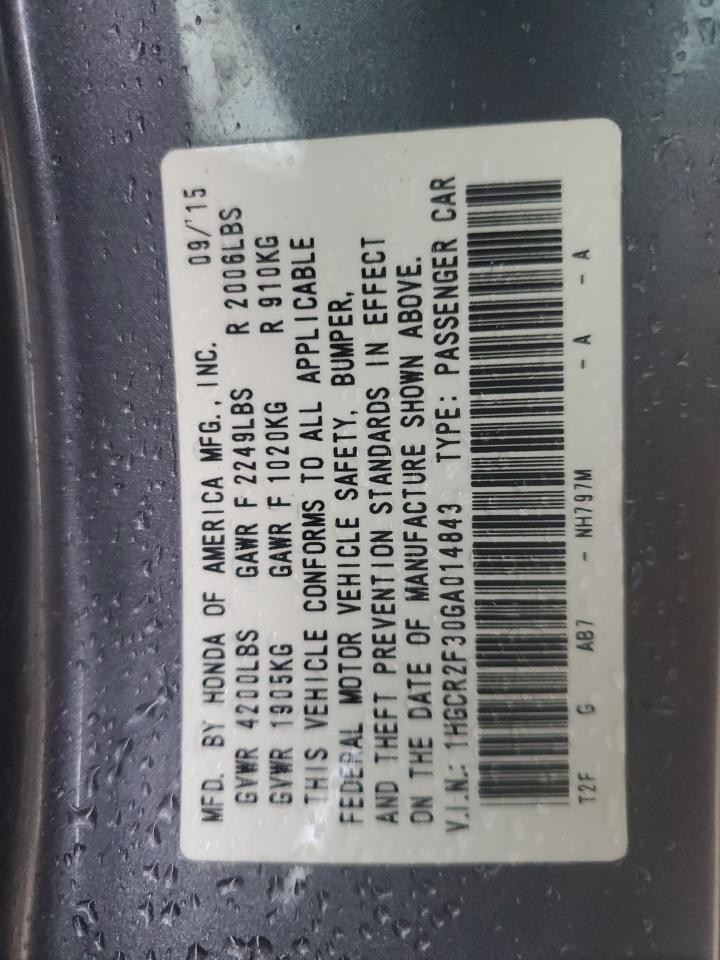 MFD. BY HONDA OF AMERICA MFG., INC. 09/'15
GVWR 4200LBS GAWR F 2249LBS R 2006LBS
GVWR 1905KG GAWR F 1020KG R 910KG
THIS VEHICLE CONFORMS TO ALL APPLICABLE
FEDERAL MOTOR VEHICLE SAFETY, BUMPER,
AND THEFT PREVENTION STANDARDS IN EFFECT
ON THE DATE OF MANUFACTURE SHOWN ABOVE.
V.I.N.: 1HGCR2F30GA014843 TYPE: PASSENGER CAR
T2F G AB7 - NH797M - A - A